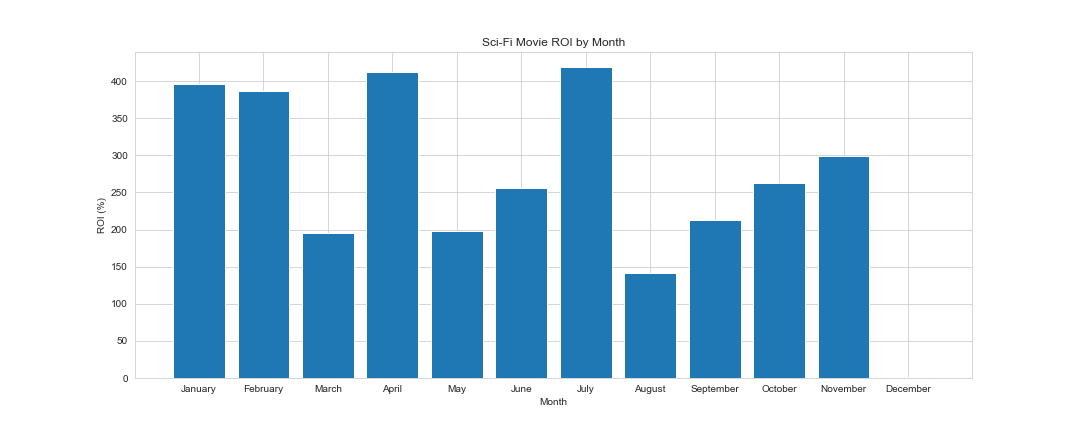 Sci-Fi Movie ROI by Month
ROI (%)
400
350
300
250
200
150
100
50
0
January February March April May June July August September October November December
Month